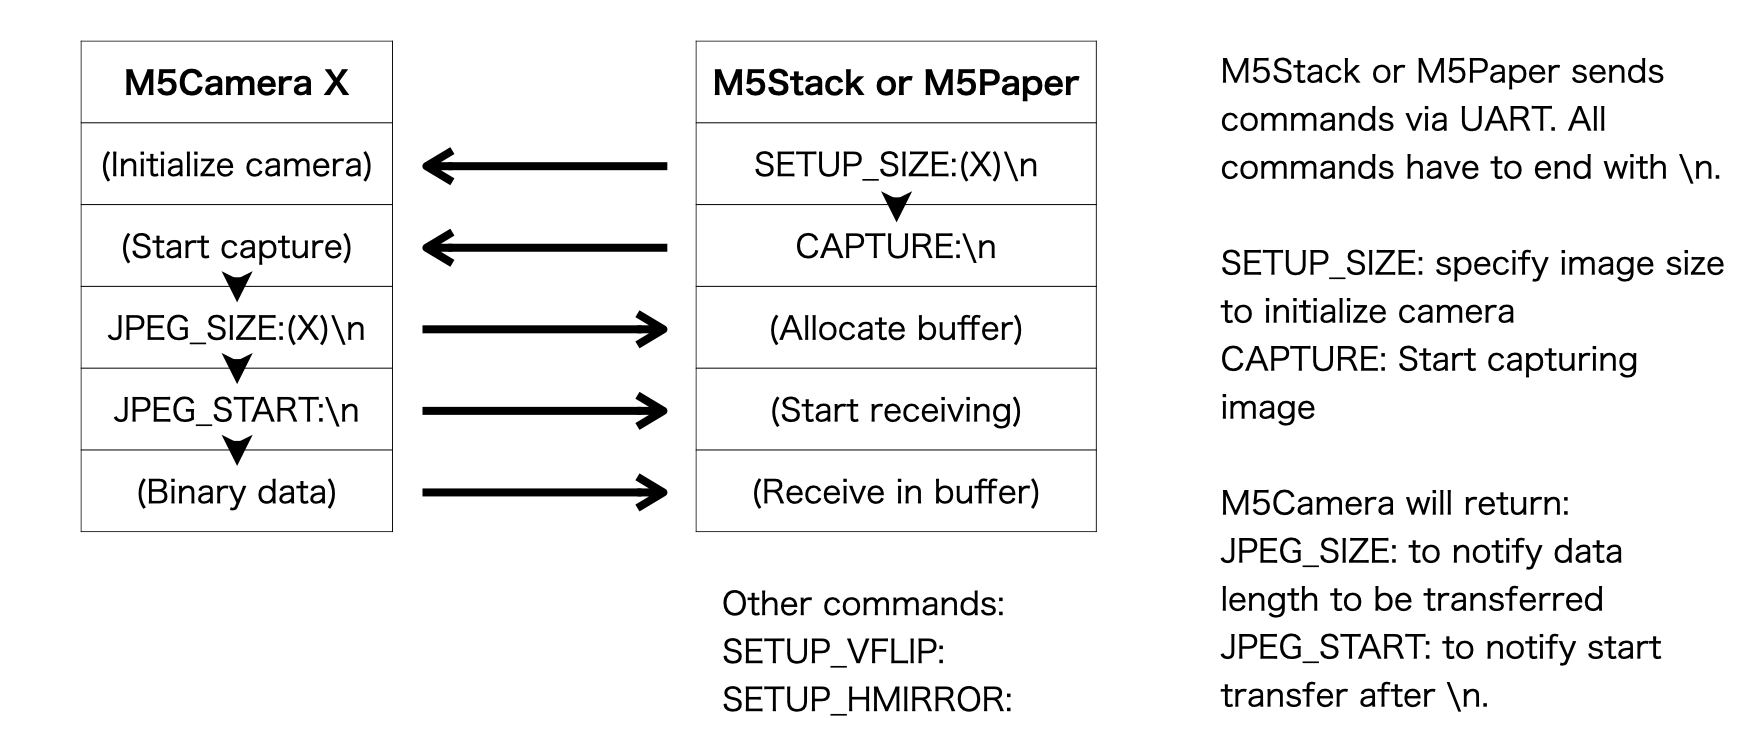 M5Camera X
M5Stack or M5Paper
(Initialize camera)
SETUP_SIZE:(X)\n
(Start capture)
CAPTURE:\n
JPEG_SIZE:(X)\n
(Allocate buffer)
JPEG_START:\n
(Start receiving)
(Binary data)
(Receive in buffer)
Other commands:
SETUP_VFLIP:
SETUP_HMIRROR:
M5Stack or M5Paper sends
commands via UART. All
commands have to end with \n.
SETUP_SIZE: specify image size
to initialize camera
CAPTURE: Start capturing
image
M5Camera will return:
JPEG_SIZE: to notify data
length to be transferred
JPEG_START: to notify start
transfer after \n.